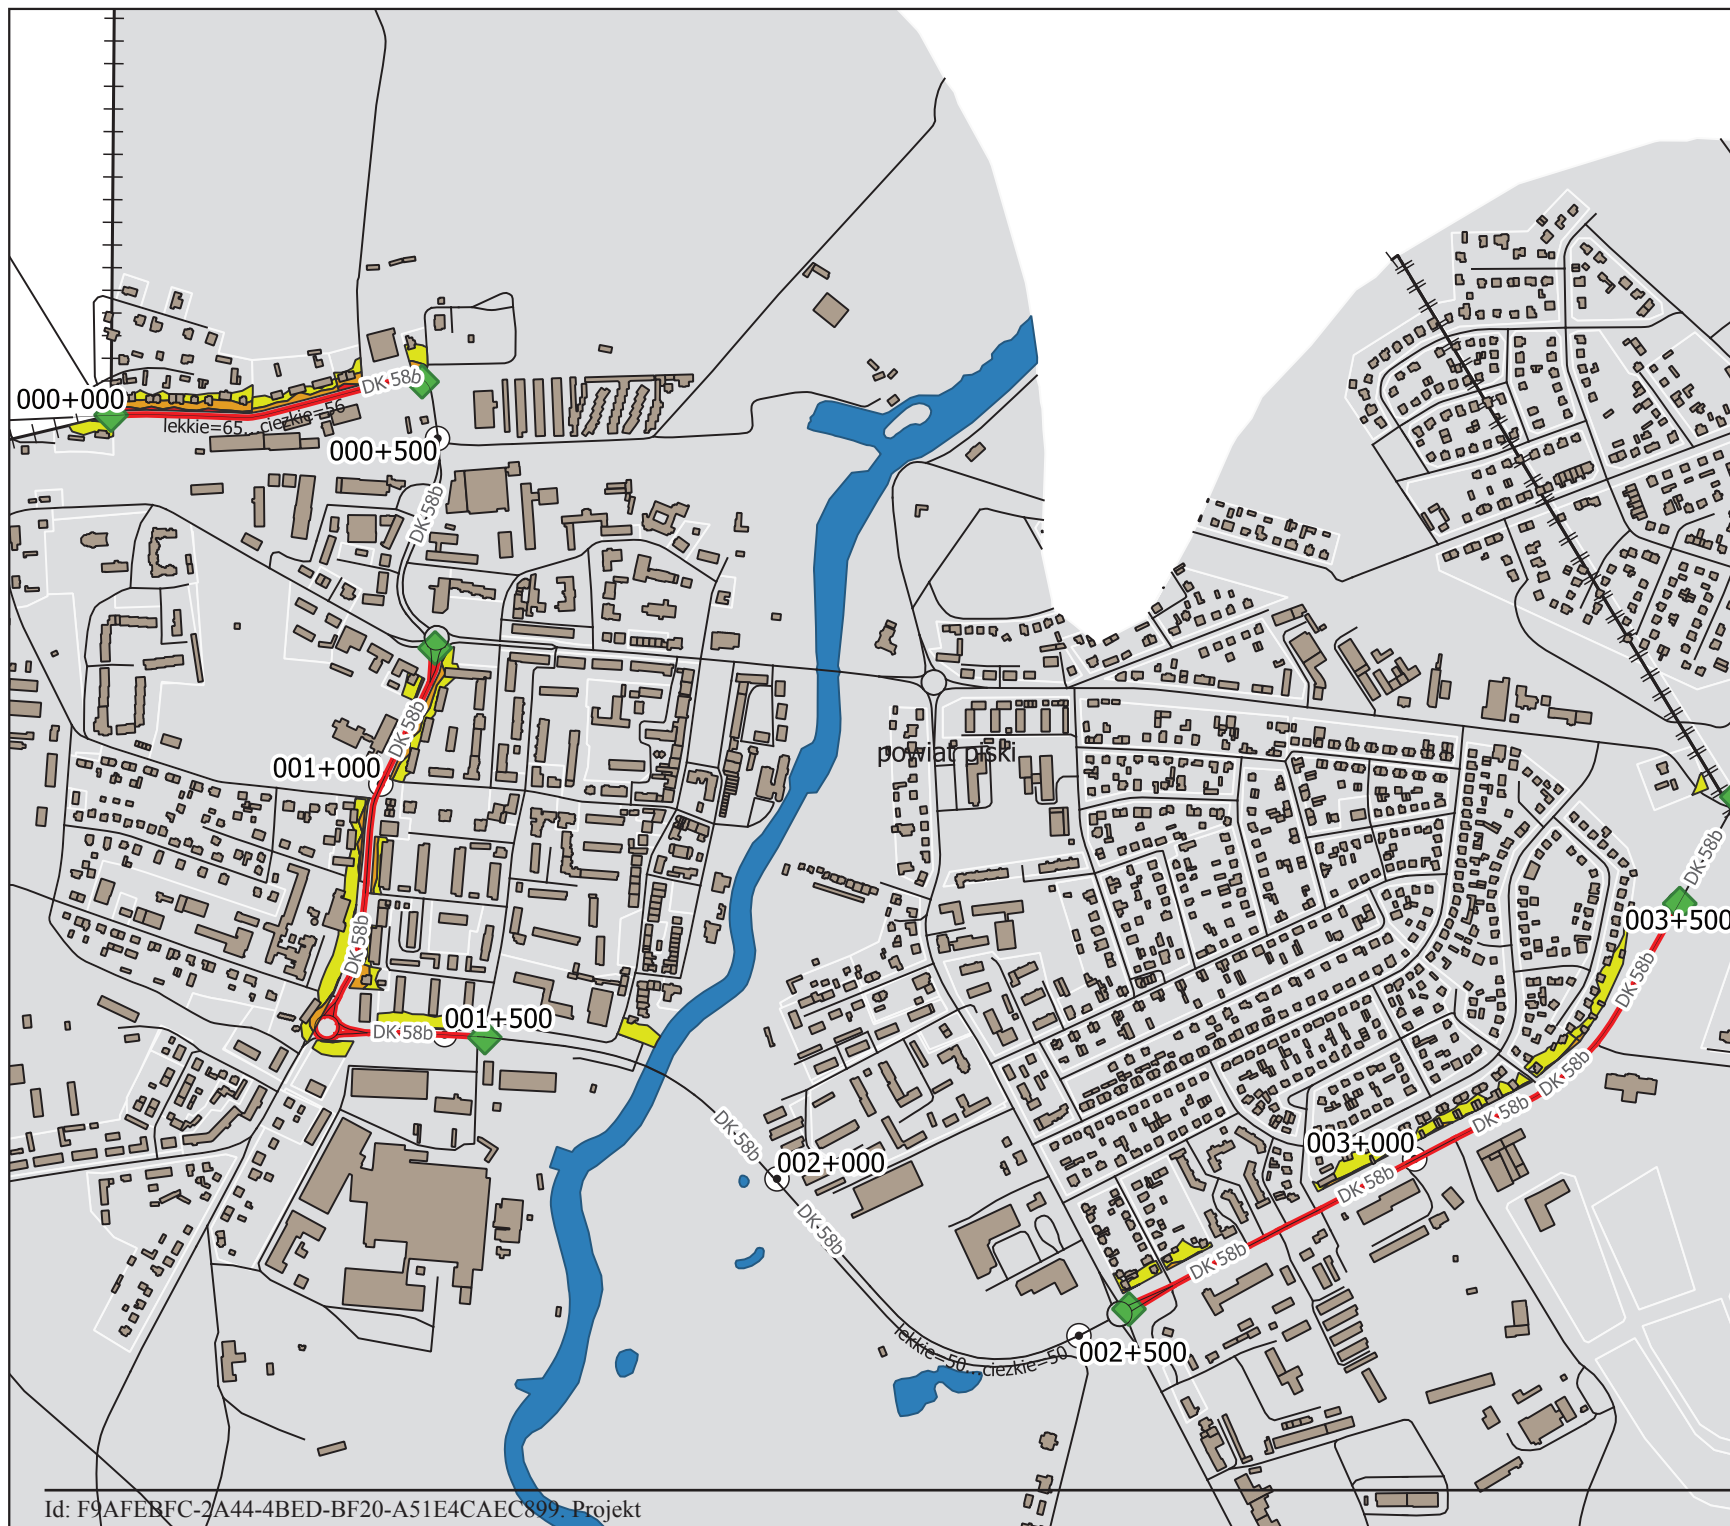 DK-58b
000+000
lekkie=65...ciezkie=56
000+500
DK-58b
DK-58b
powiat piski
001+000
DK-58b
DK-58b
003+500
DK-58b
DK-58b
001+500
DK-58b
DK-58b
DK-58b
003+000
002+000
DK-58b
DK-58b
DK-58b
lekkie=50...ciezkie=50
002+500
Id: F9AFEBFC-2A44-4BED-BF20-A51E4CAEC899. Projekt